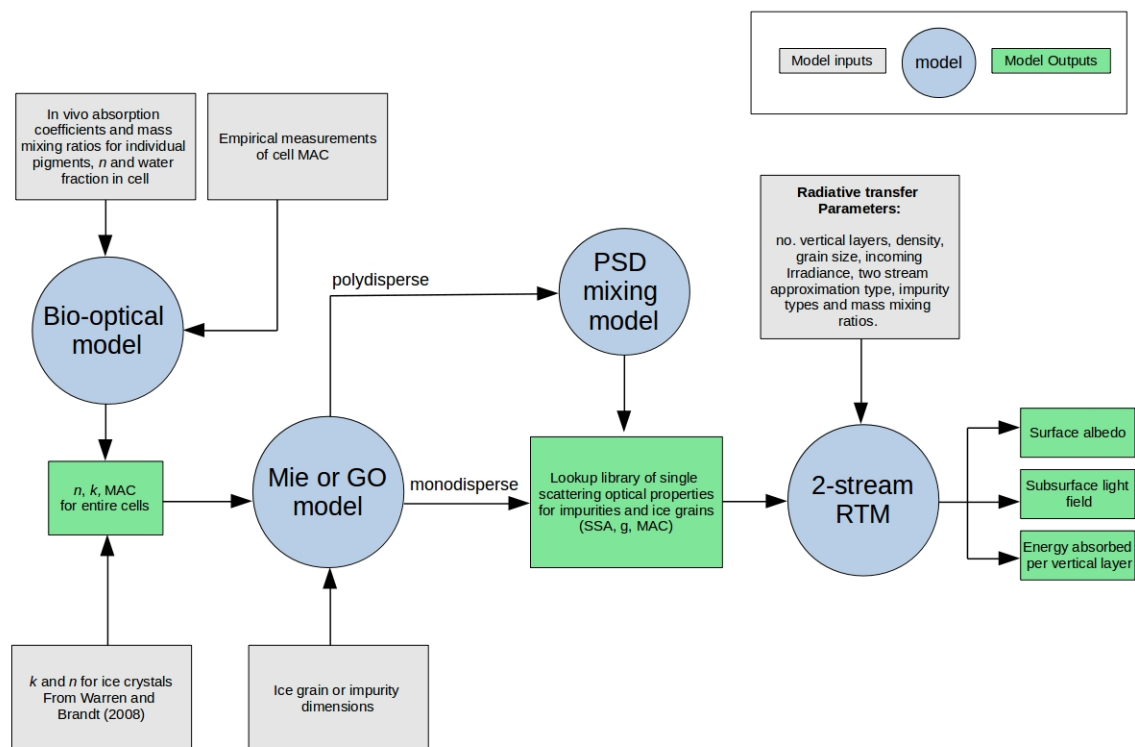 Model inputs
model
Model Outputs
In vivo absorption
coefficients and mass
mixing ratios for individual
pigments, n and water
fraction in cell
Empirical measurements
of cell MAC
Radiative transfer
Parameters:
no. vertical layers, density,
grain size, incoming
Irradiance, two stream
approximation type, impurity
types and mass mixing
ratios.
Bio-optical
model
polydisperse
PSD
mixing
model
n, k, MAC
for entire cells
Mie or GO
model
monodisperse
Lookup library of single
scattering optical properties
for impurities and ice grains
(SSA, g, MAC)
2-stream
RTM
Surface albedo
Subsurface light
field
Energy absorbed
per vertical layer
k and n for ice crystals
From Warren and
Brandt (2008)
Ice grain or impurity
dimensions